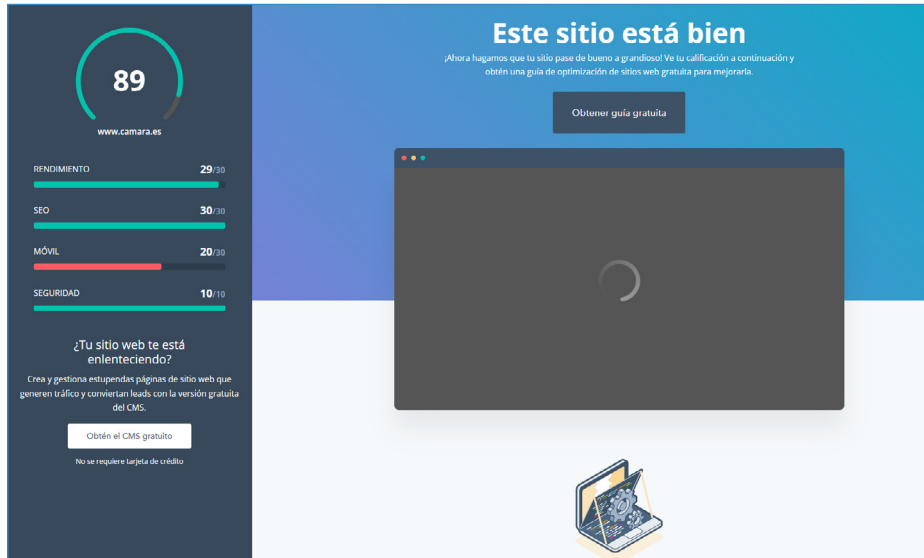 89
www.camara.es
RENDIMIENTO 29/30
SEO 30/30
MÓVIL 20/30
SEGURIDAD 10/10
¿Tu sitio web te está
enlenteciendo?
Crea y gestiona estupendas páginas de sitio web que
generen tráfico y conviertan leads con la versión gratuita
del CMS.
Obtén el CMS gratuito
No se requiere tarjeta de crédito
Este sitio está bien
¡Ahora hagamos que tu sitio pase de bueno a grandioso! Ve tu calificación a continuación y
obtén una guía de optimización de sitios web gratuita para mejorarla.
Obtener guía gratuita